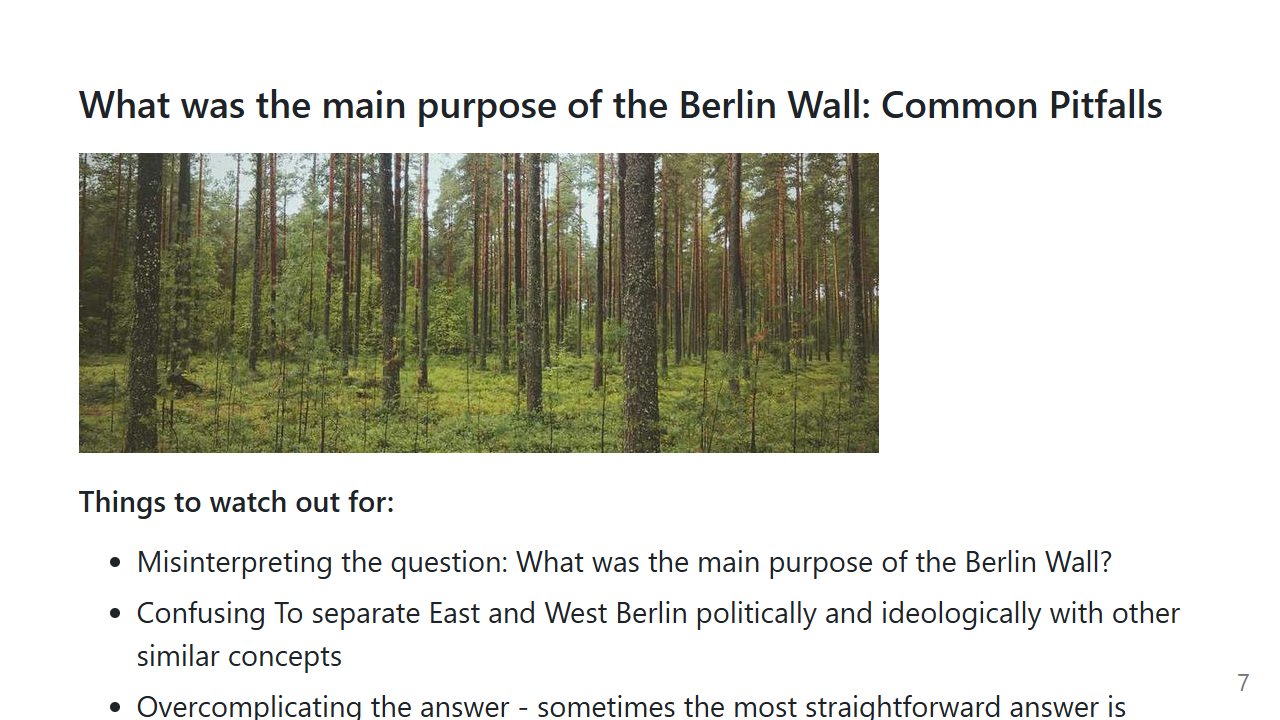 What was the main purpose of the Berlin Wall: Common Pitfalls
Things to watch out for:
Misinterpreting the question: What was the main purpose of the Berlin Wall?
Confusing To separate East and West Berlin politically and ideologically with other
similar concepts
Overcomplicating the answer - sometimes the most straightforward answer is
7